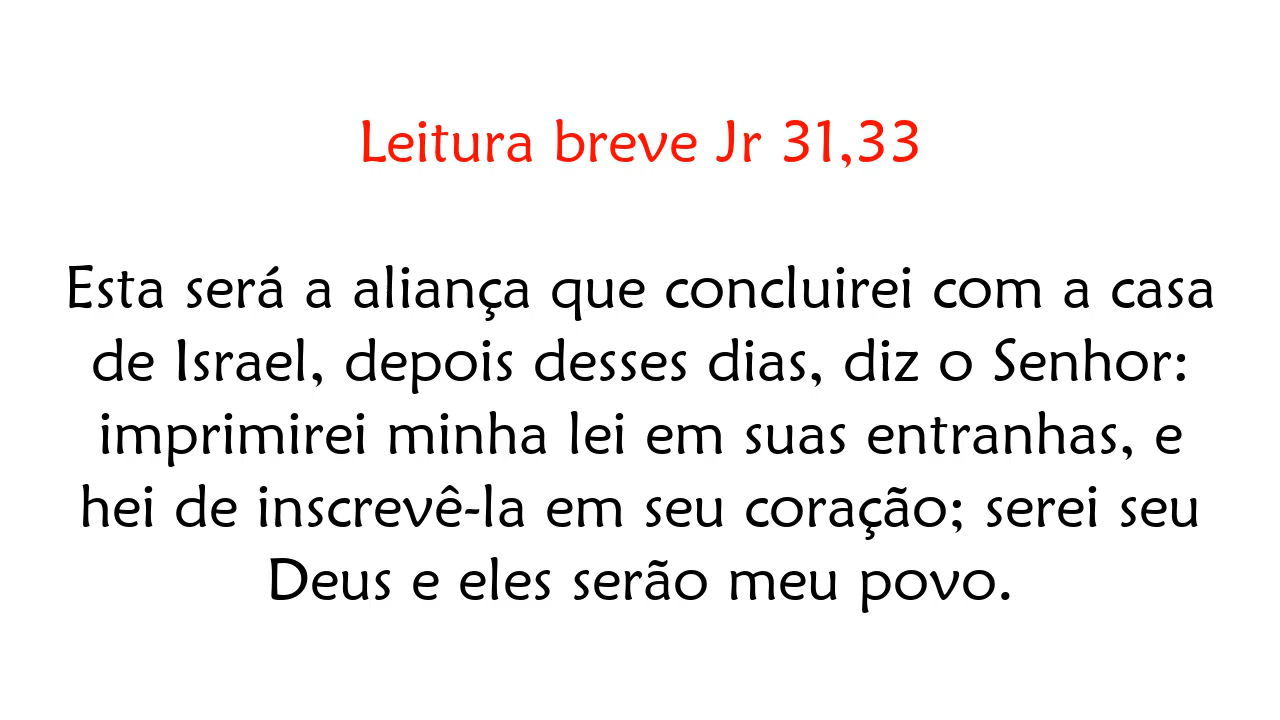 Leitura breve Jr 31,33
Esta será a aliança que concluirei com a casa
de Israel, depois desses dias, diz o Senhor:
imprimirei minha lei em suas entranhas, e
hei de inscrevê-la em seu coração; serei seu
Deus e eles serão meu povo.